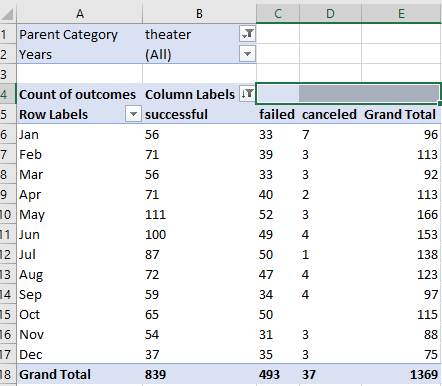 A B C D E
1 Parent Category theater
2 Years (All)
3
4 Count of outcomes Column Labels
5 Row Labels successful failed canceled Grand Total
6 Jan 56 33 7 96
7 Feb 71 39 3 113
8 Mar 56 33 3 92
9 Apr 71 40 2 113
10 May 111 52 3 166
11 Jun 100 49 4 153
12 Jul 87 50 1 138
13 Aug 72 47 4 123
14 Sep 59 34 4 97
15 Oct 65 50 115
16 Nov 54 31 3 88
17 Dec 37 35 3 75
18 Grand Total 839 493 37 1369